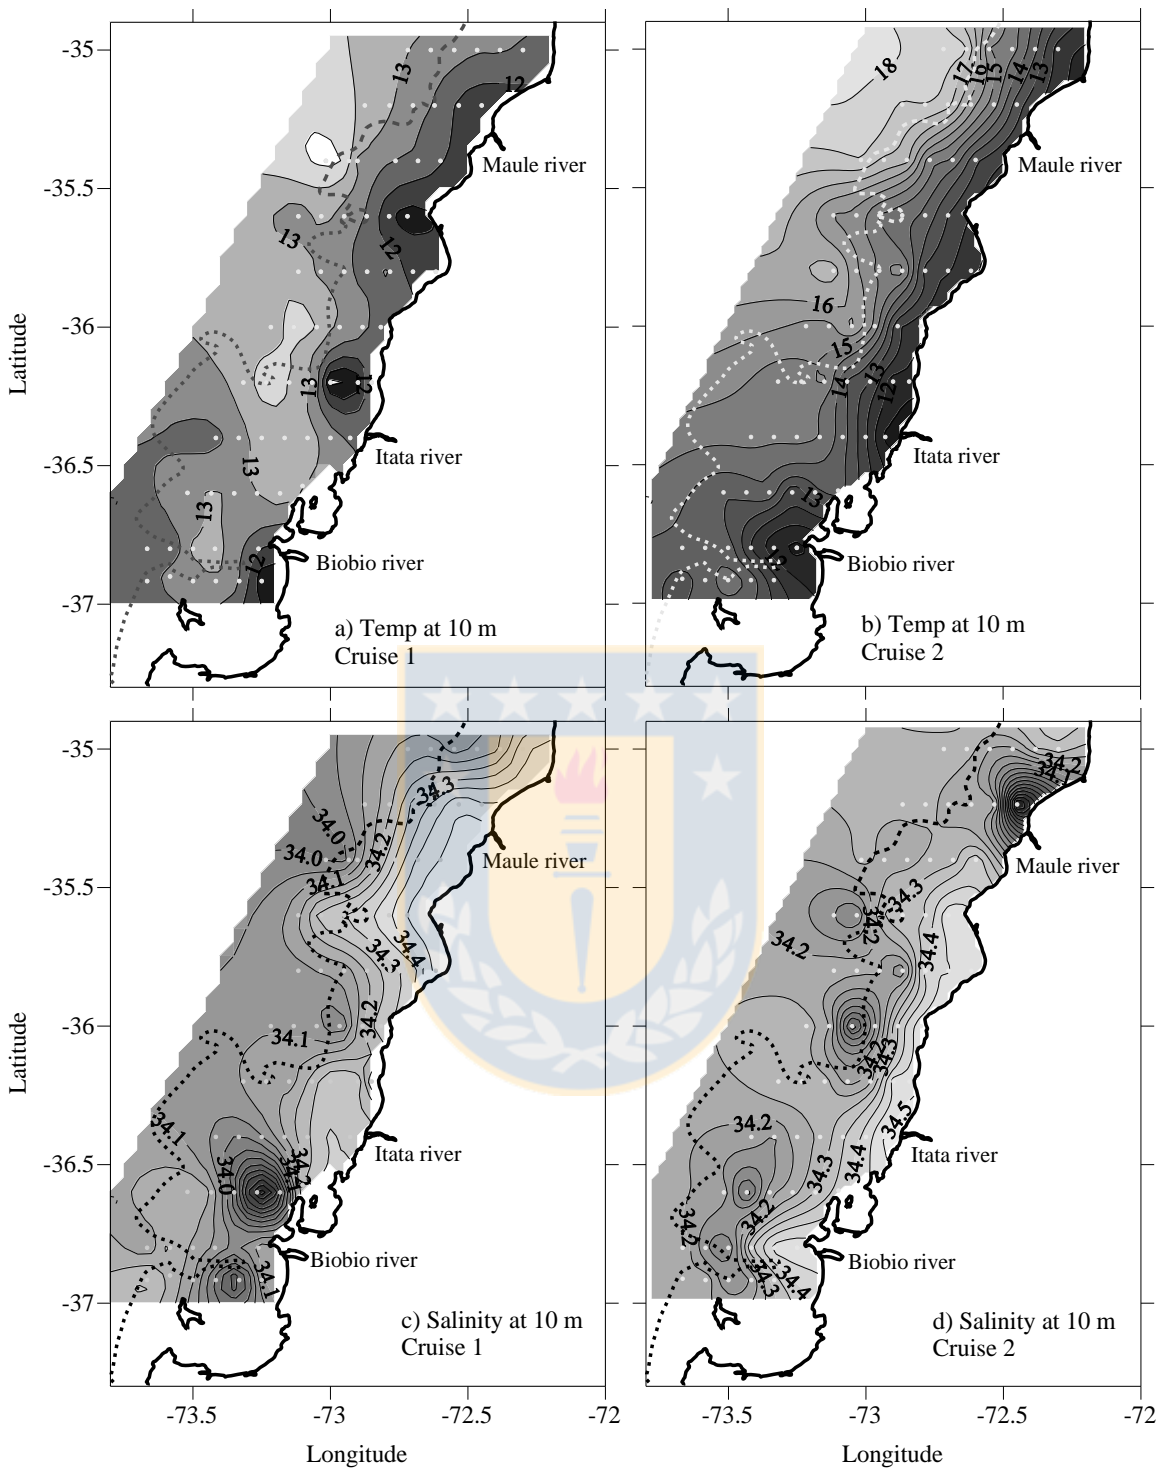 -35
-35.5
-36
-36.5
-37
Latitude
13
12
13
12
13
12
13
13
12
Maule river
Itata river
Biobio river
a) Temp at 10 m
Cruise 1
18
17
16
15
14
13
16
15
14
13
12
13
12
Maule river
Itata river
Biobio river
b) Temp at 10 m
Cruise 2
-35
-35.5
-36
-36.5
-37
Latitude
34.3
34.0
34.2
34.0
34.1
34.3
34.4
34.2
34.1
34.1
34.0
34.1
34.2
34.1
Maule river
Itata river
Biobio river
c) Salinity at 10 m
Cruise 1
-73.5
-73
-72.5
-72
Longitude
34.2
34.1
34.3
34.2
34.2
34.4
34.2
34.3
34.2
34.5
34.3
34.4
34.2
34.2
34.3
34.4
Maule river
Itata river
Biobio river
d) Salinity at 10 m
Cruise 2
-73.5
-73
-72.5
-72
Longitude